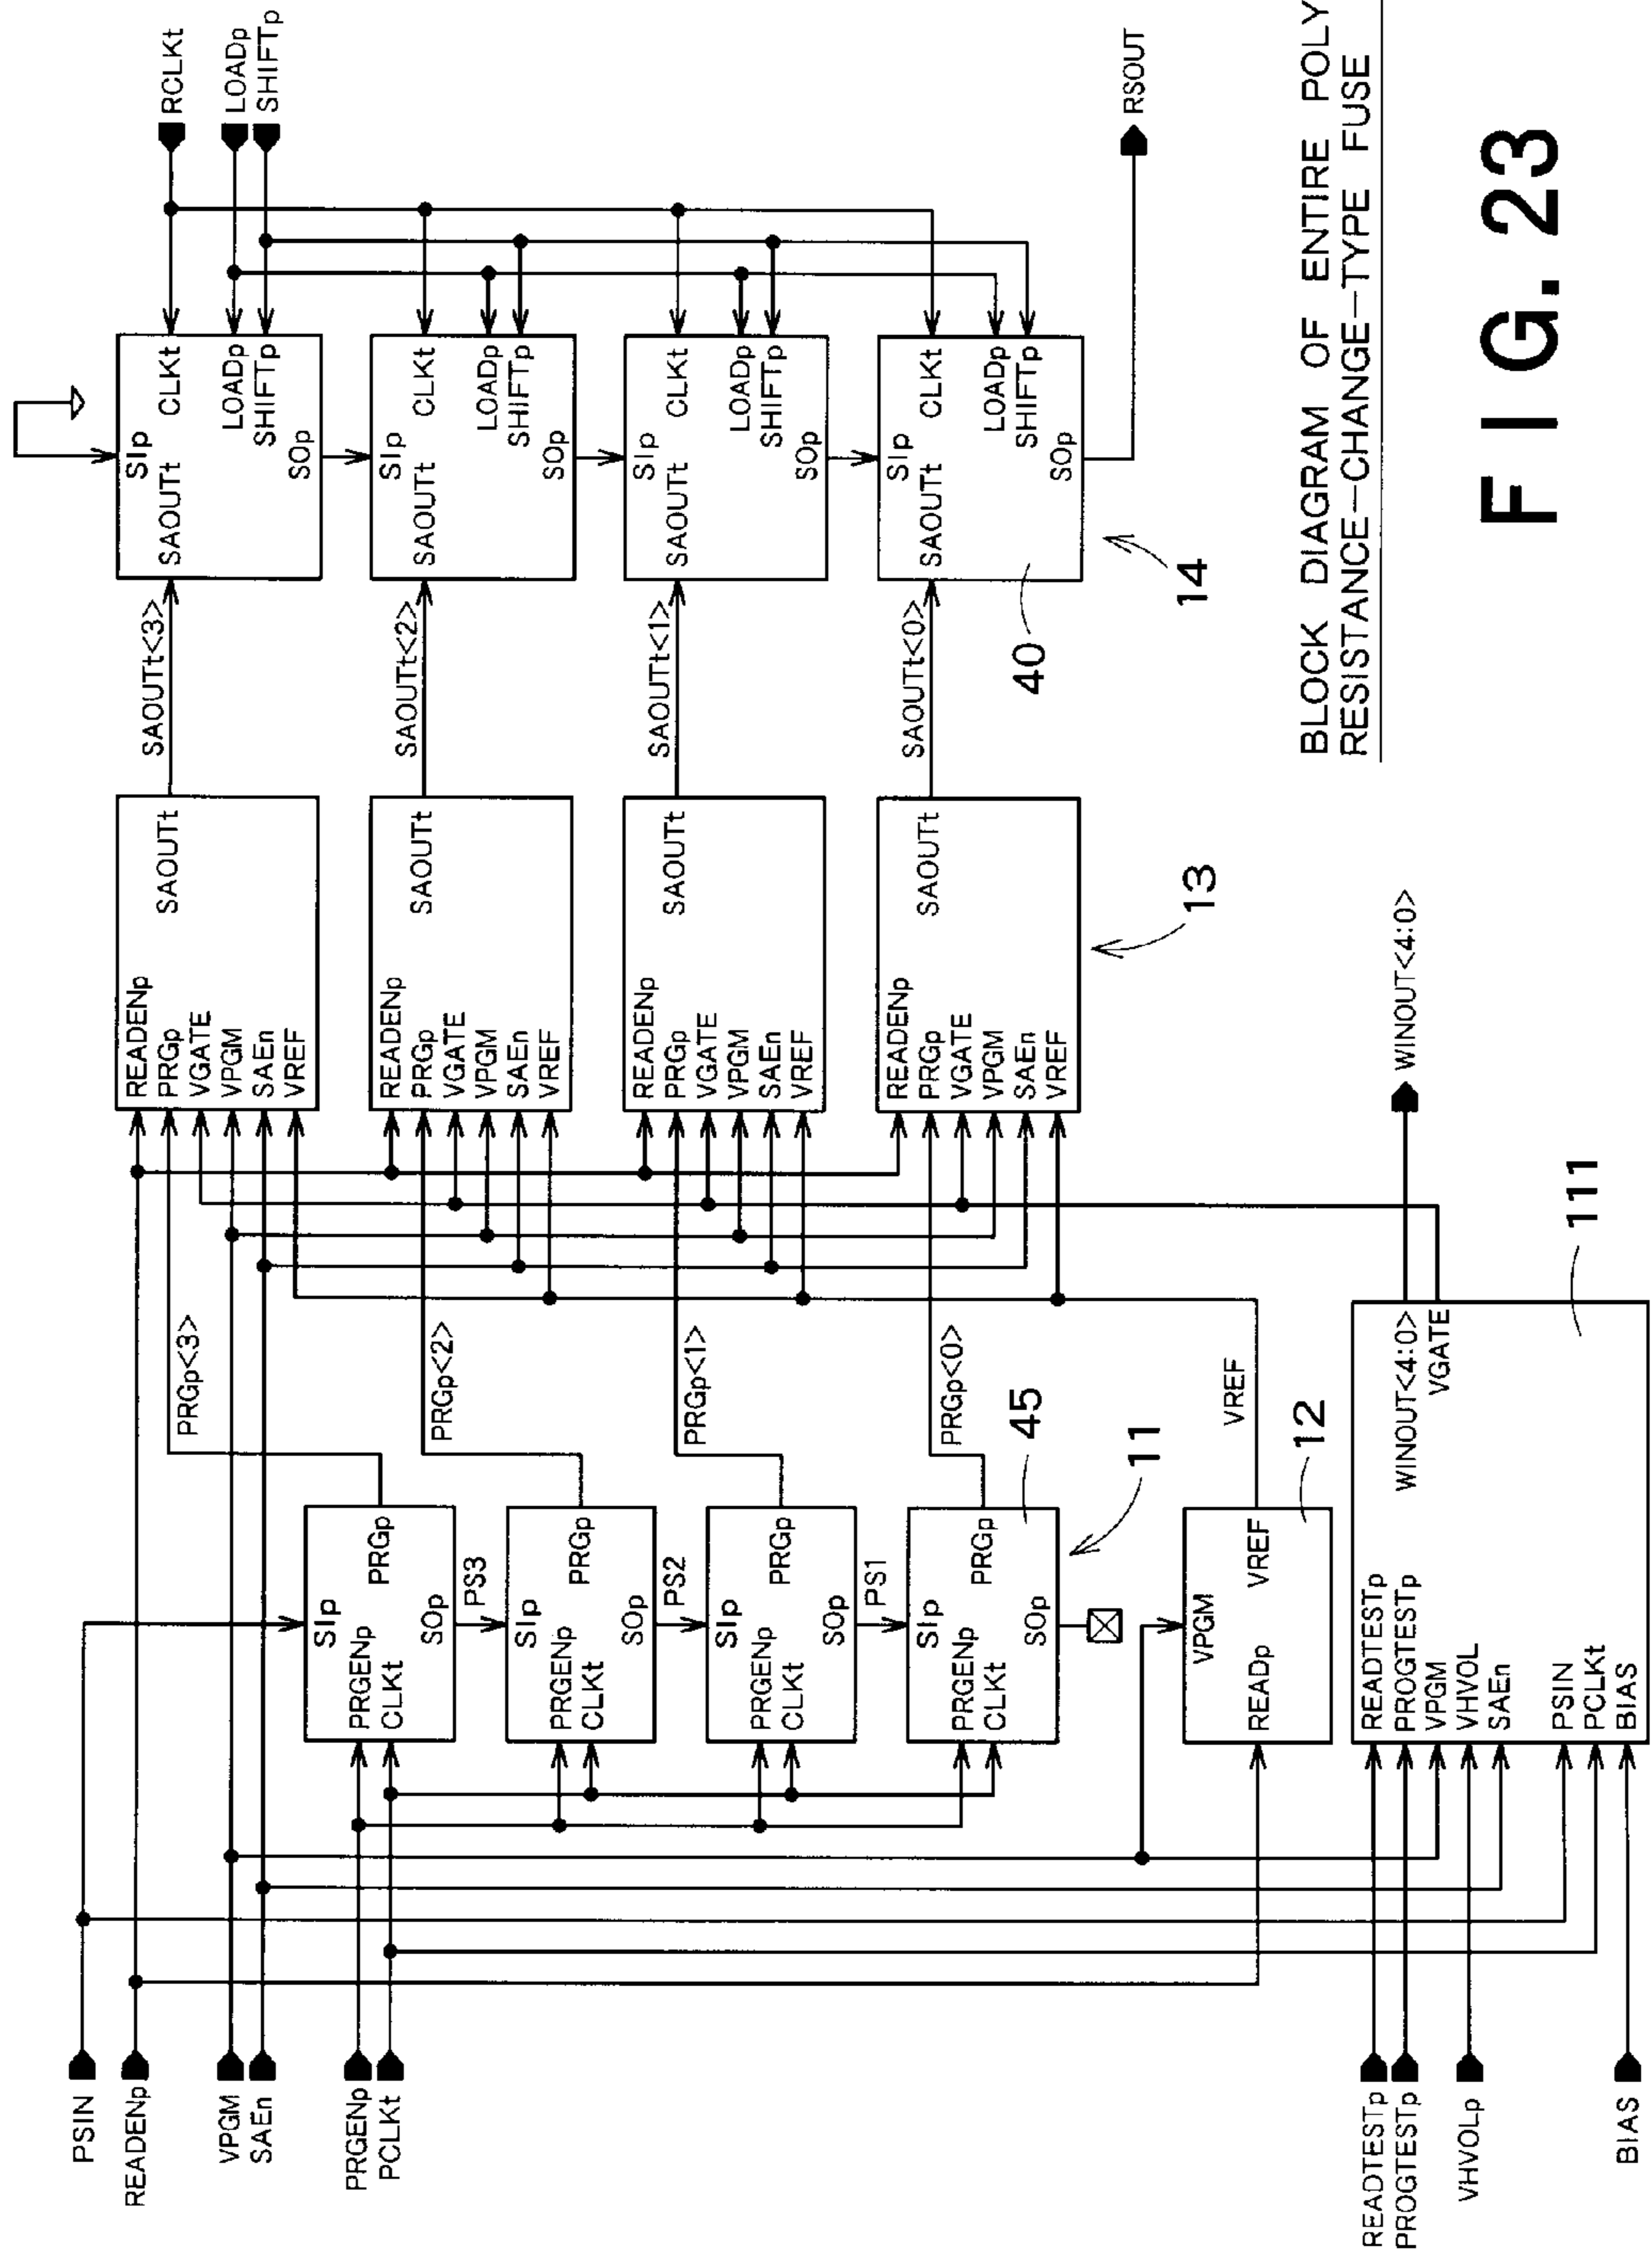 PSIN
READENp
VPGM
SAEn
PRGENp
PCLKt
READTESTp
PROGTESTp
VHVOLp
BIAS
SIp
PRGENp
CLKt
PRGp
SOp
PS3
SIp
PRGENp
CLKt
PRGp
SOp
PS2
SIp
PRGENp
CLKt
PRGp
SOp
PS1
SIp
PRGENp
CLKt
PRGp
SOp
45
11
VPGM
READp
VREF
12
VREF
READTESTp
PROGTESTp
VPGM
VHVOL
SAEn
PSIN
PCLKt
BIAS
WINOUT<4:0>
VGATE
111
WINOUT<4:0>
PRGp<3>
PRGp<2>
PRGp<1>
PRGp<0>
READENp
PRGp
VGATE
VPGM
SAEn
VREF
SAOUTt
READENp
PRGp
VGATE
VPGM
SAEn
VREF
SAOUTt
READENp
PRGp
VGATE
VPGM
SAEn
VREF
SAOUTt
READENp
PRGp
VGATE
VPGM
SAEn
VREF
SAOUTt
13
SAOUTt<3>
SAOUTt<2>
SAOUTt<1>
SAOUTt<0>
SIp
SAOUTt
CLKt
LOADp
SHIFTp
SOp
SIp
SAOUTt
CLKt
LOADp
SHIFTp
SOp
SIp
SAOUTt
CLKt
LOADp
SHIFTp
SOp
SIp
SAOUTt
CLKt
LOADp
SHIFTp
SOp
40
14
RCLKt
LOADp
SHIFTp
RSOUT
BLOCK DIAGRAM OF ENTIRE POLY
RESISTANCE-CHANGE-TYPE FUSE
FIG. 23